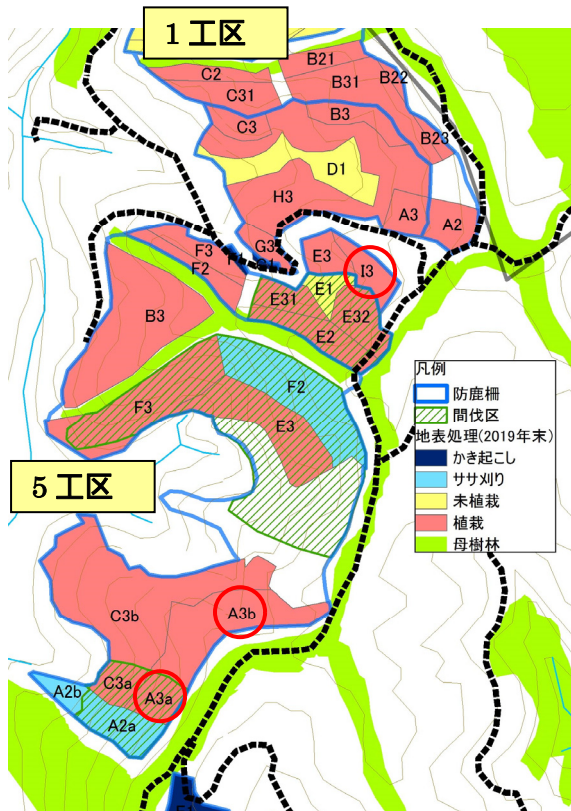 1工区
C2
B21
B22
C31
B31
C3
B3
B23
D1
H3
A3
A2
G3
F3
E3
I3
F2
E31
E1
E32
B3
E2
F2
F3
E3
凡例
防鹿柵
間伐区
地表処理(2019年末)
かき起こし
ササ刈り
未植栽
植栽
母樹林
5工区
C3b
A3b
C3a
A3a
A2b
A2a